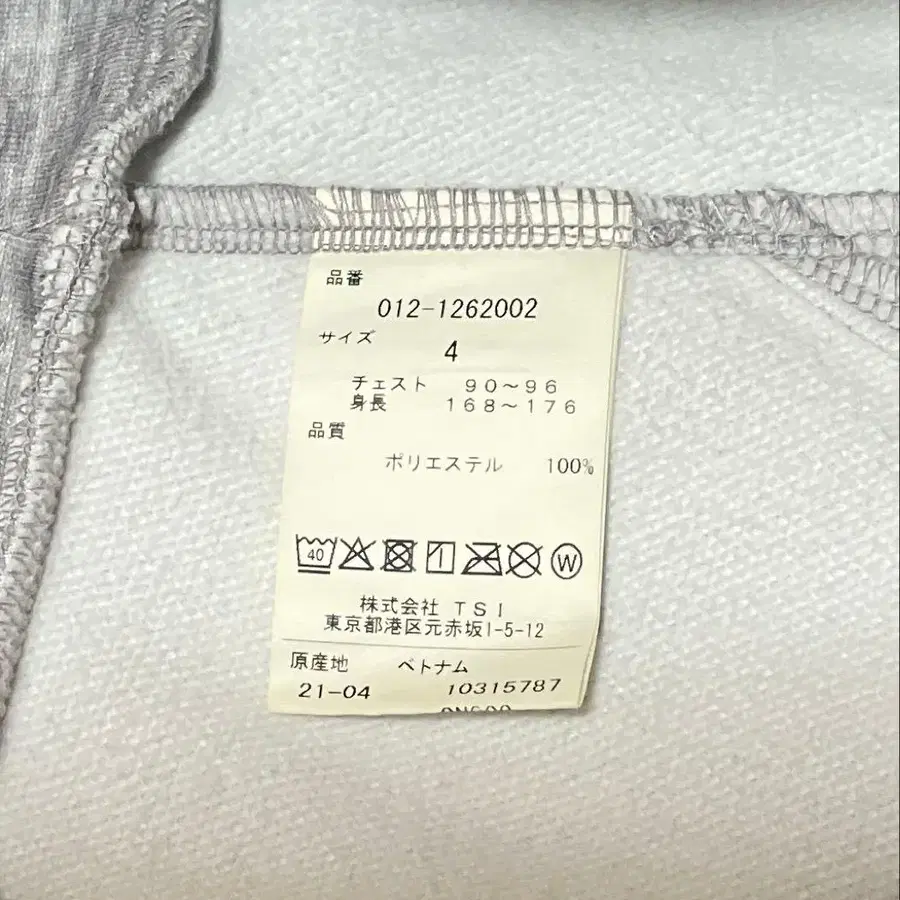 品番
012-1262002
サイズ
4
チェスト 90～96
身長 168～176
品質
ポリエステル 100%
40
W
株式会社 TSI
東京都港区元赤坂1-5-12
原産地 ベトナム
21-04 10315787